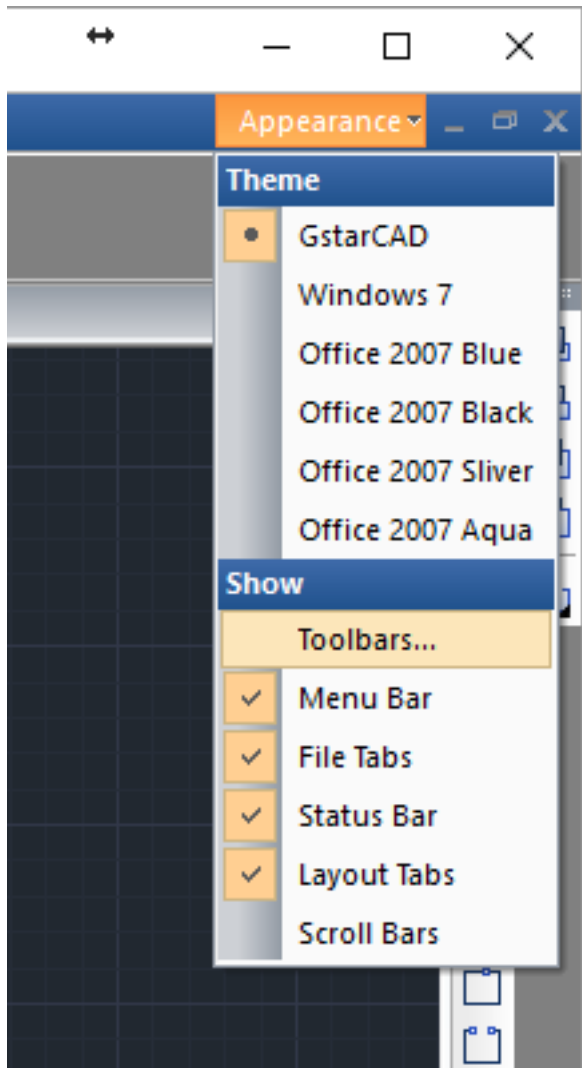 Appearance
Theme
GstarCAD
Windows 7
Office 2007 Blue
Office 2007 Black
Office 2007 Sliver
Office 2007 Aqua
Show
Toolbars...
Menu Bar
File Tabs
Status Bar
Layout Tabs
Scroll Bars